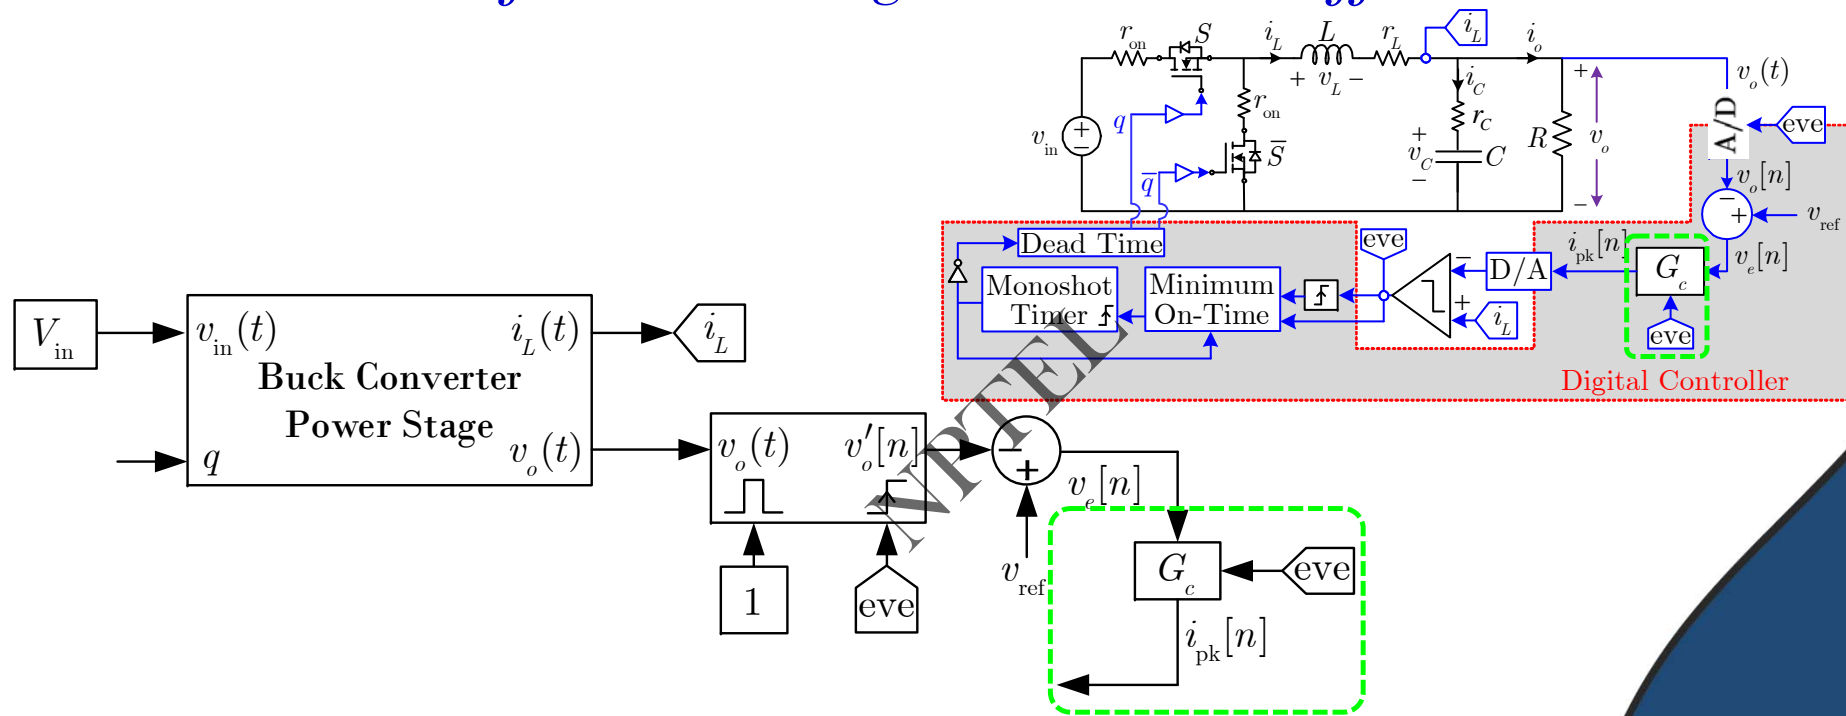 r_on
S
i_L
L
r_L
i_L
i_o
+ v_L −
i_C
+
v_o(t)
q
r_on
r_C
A/D
eve
v_in
+
−
S̅
+
v_C
−
C
R
v_o
q̅
v_o[n]
−
−
+
v_ref
Dead Time
eve
i_pk[n]
v_e[n]
Monoshot
Timer
Minimum
On-Time
−
+
D/A
G_c
i_L
eve
Digital Controller
V_in
v_in(t)
i_L(t)
i_L
Buck Converter
Power Stage
q
v_o(t)
v_o(t)
v'_o[n]
−
+
v_e[n]
NPTEL
1
eve
v_ref
G_c
eve
i_pk[n]